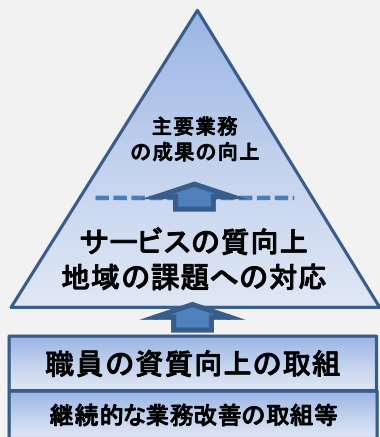 主要業務
の成果の向上
サービスの質向上
地域の課題への対応
職員の資質向上の取組
継続的な業務改善の取組等